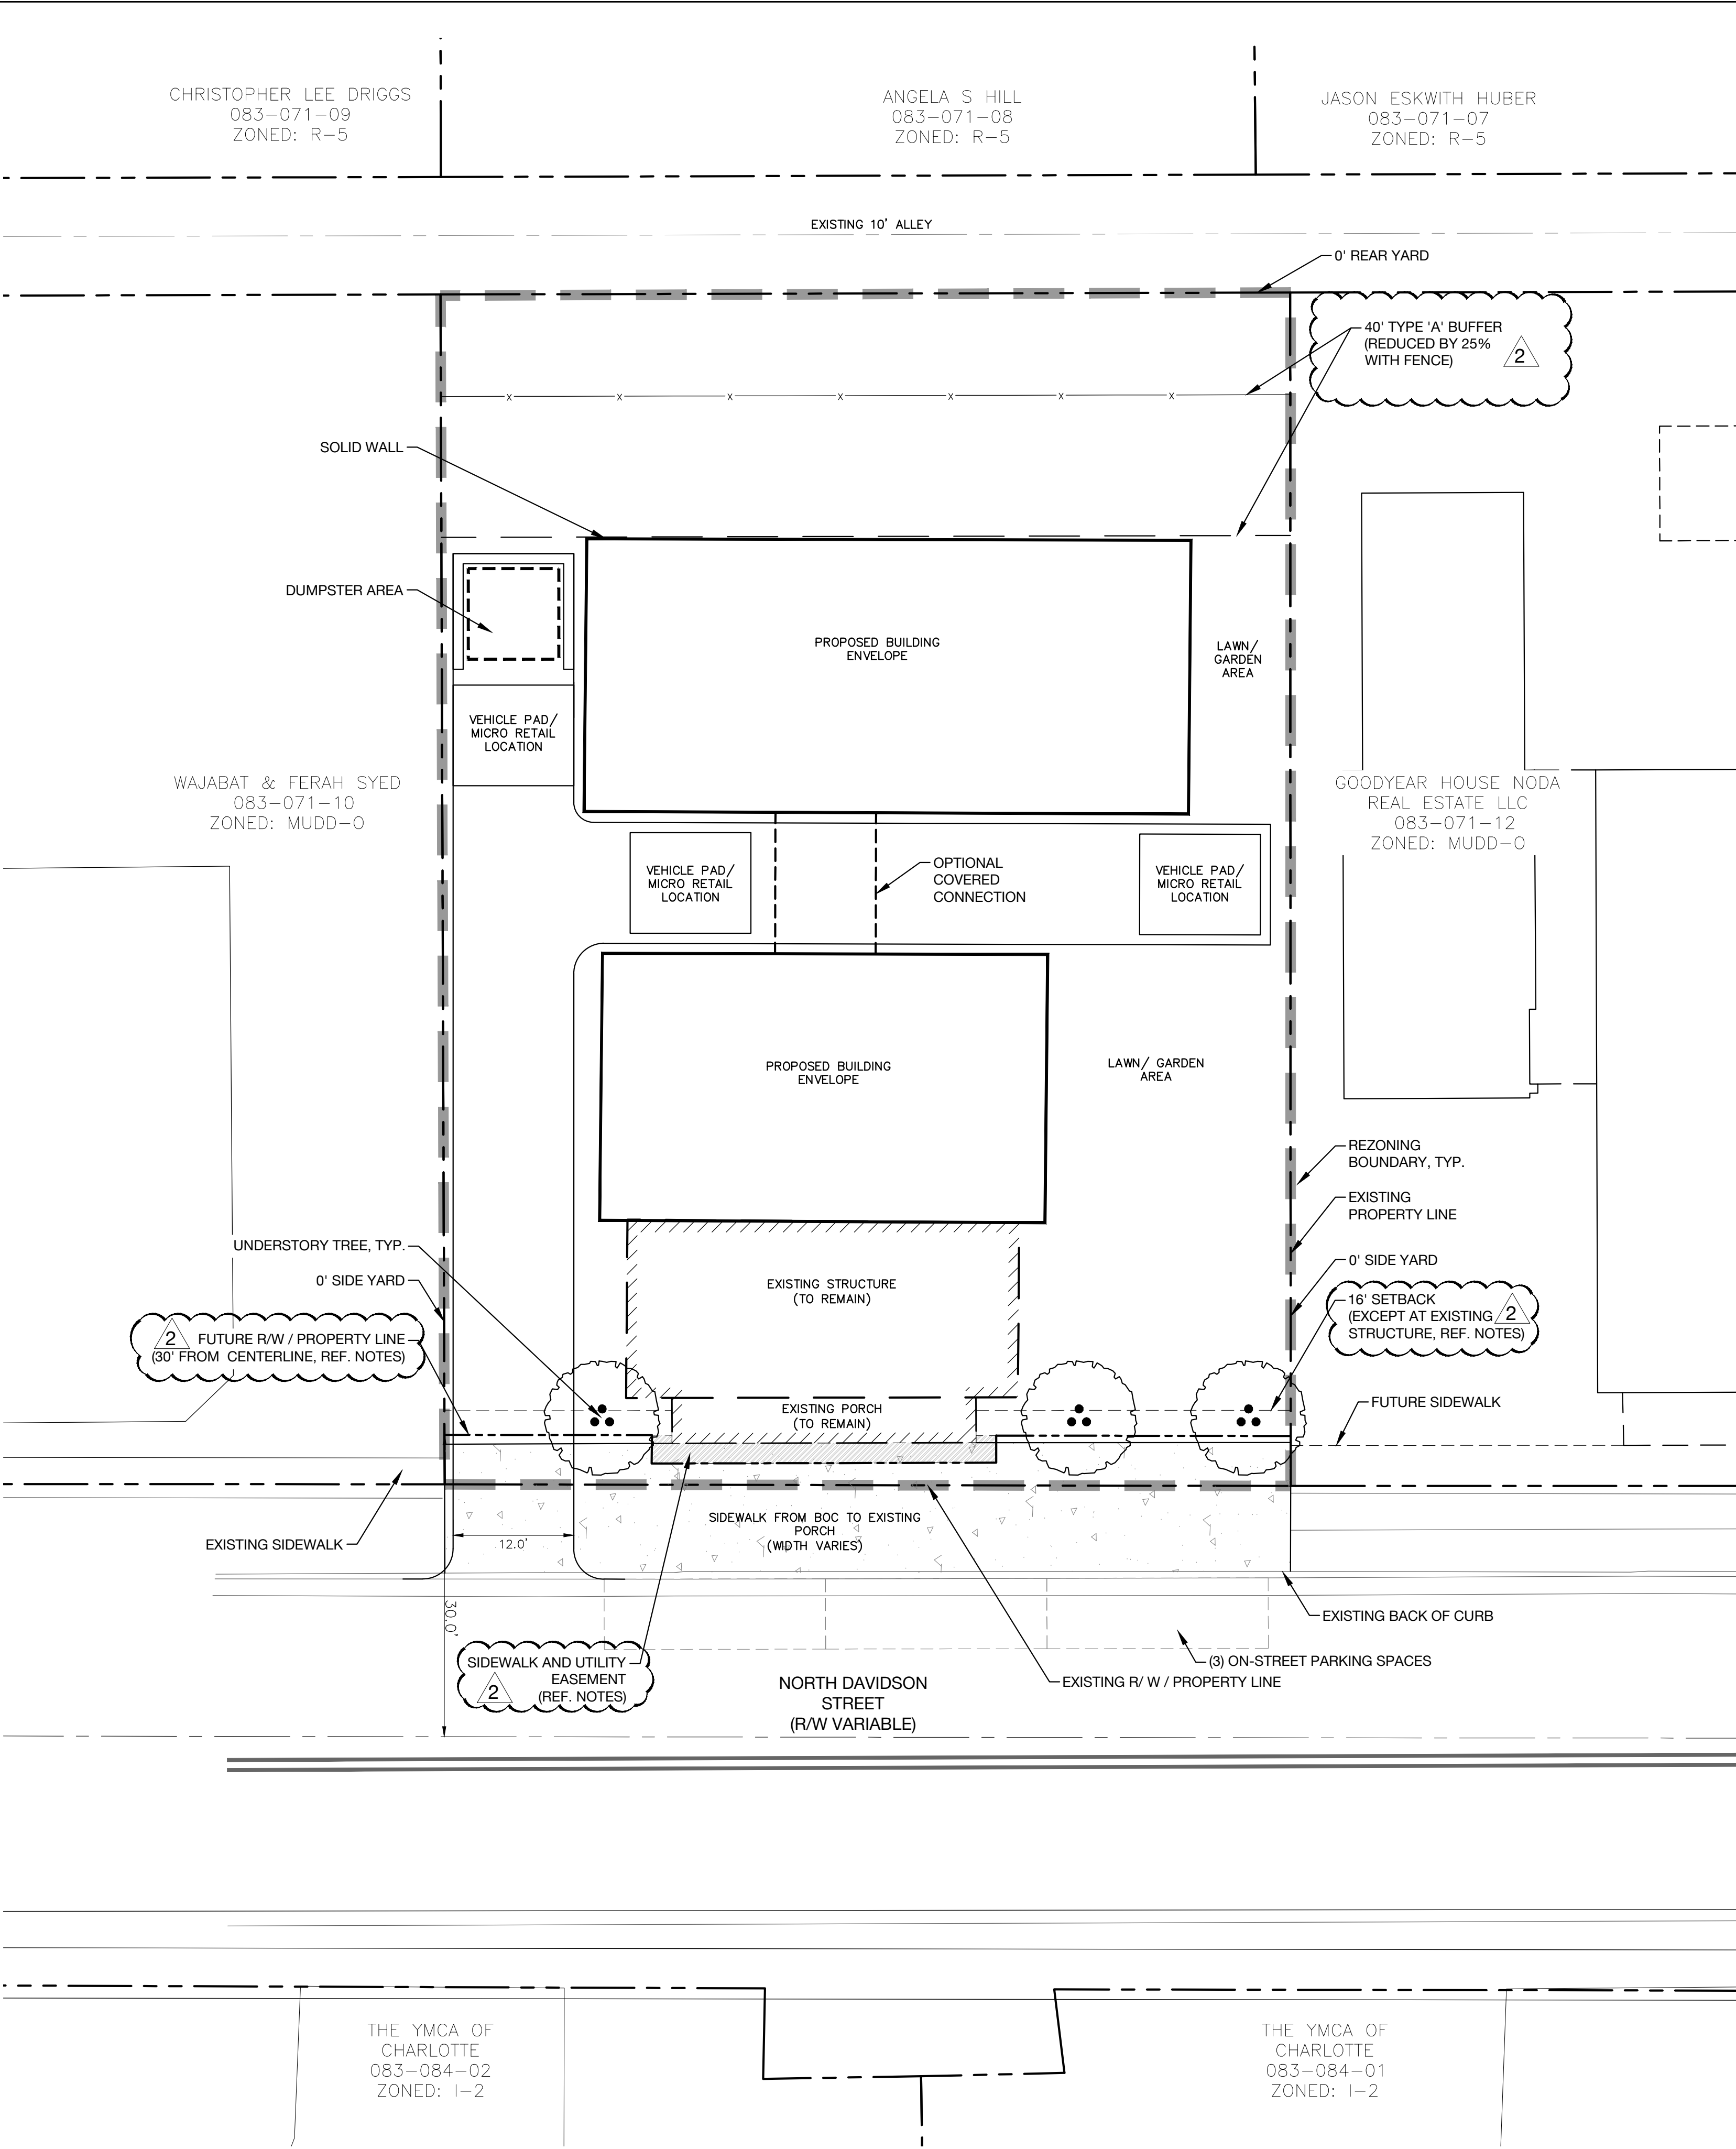 CHRISTOPHER LEE DRIGGS
083-071-09
ZONED: R-5
ANGELA S HILL
083-071-08
ZONED: R-5
JASON ESKWITH HUBER
083-071-07
ZONED: R-5
EXISTING 10' ALLEY
0' REAR YARD
40' TYPE 'A' BUFFER
(REDUCED BY 25%
WITH FENCE)
2
x x x x x x x
SOLID WALL
DUMPSTER AREA
PROPOSED BUILDING
ENVELOPE
LAWN/
GARDEN
AREA
VEHICLE PAD/
MICRO RETAIL
LOCATION
WAJABAT & FERAH SYED
083-071-10
ZONED: MUDD-O
GOODYEAR HOUSE NODA
REAL ESTATE LLC
083-071-12
ZONED: MUDD-O
VEHICLE PAD/
MICRO RETAIL
LOCATION
OPTIONAL
COVERED
CONNECTION
VEHICLE PAD/
MICRO RETAIL
LOCATION
PROPOSED BUILDING
ENVELOPE
LAWN/ GARDEN
AREA
REZONING
BOUNDARY, TYP.
EXISTING
PROPERTY LINE
UNDERSTORY TREE, TYP.
0' SIDE YARD
0' SIDE YARD
EXISTING STRUCTURE
(TO REMAIN)
2
FUTURE R/W / PROPERTY LINE
(30' FROM CENTERLINE, REF. NOTES)
16' SETBACK
(EXCEPT AT EXISTING
STRUCTURE, REF. NOTES)
2
EXISTING PORCH
(TO REMAIN)
FUTURE SIDEWALK
EXISTING SIDEWALK
12.0'
SIDEWALK FROM BOC TO EXISTING
PORCH
(WIDTH VARIES)
30.0'
EXISTING BACK OF CURB
SIDEWALK AND UTILITY
EASEMENT
(REF. NOTES)
2
(3) ON-STREET PARKING SPACES
EXISTING R/ W / PROPERTY LINE
NORTH DAVIDSON
STREET
(R/W VARIABLE)
THE YMCA OF
CHARLOTTE
083-084-02
ZONED: I-2
THE YMCA OF
CHARLOTTE
083-084-01
ZONED: I-2